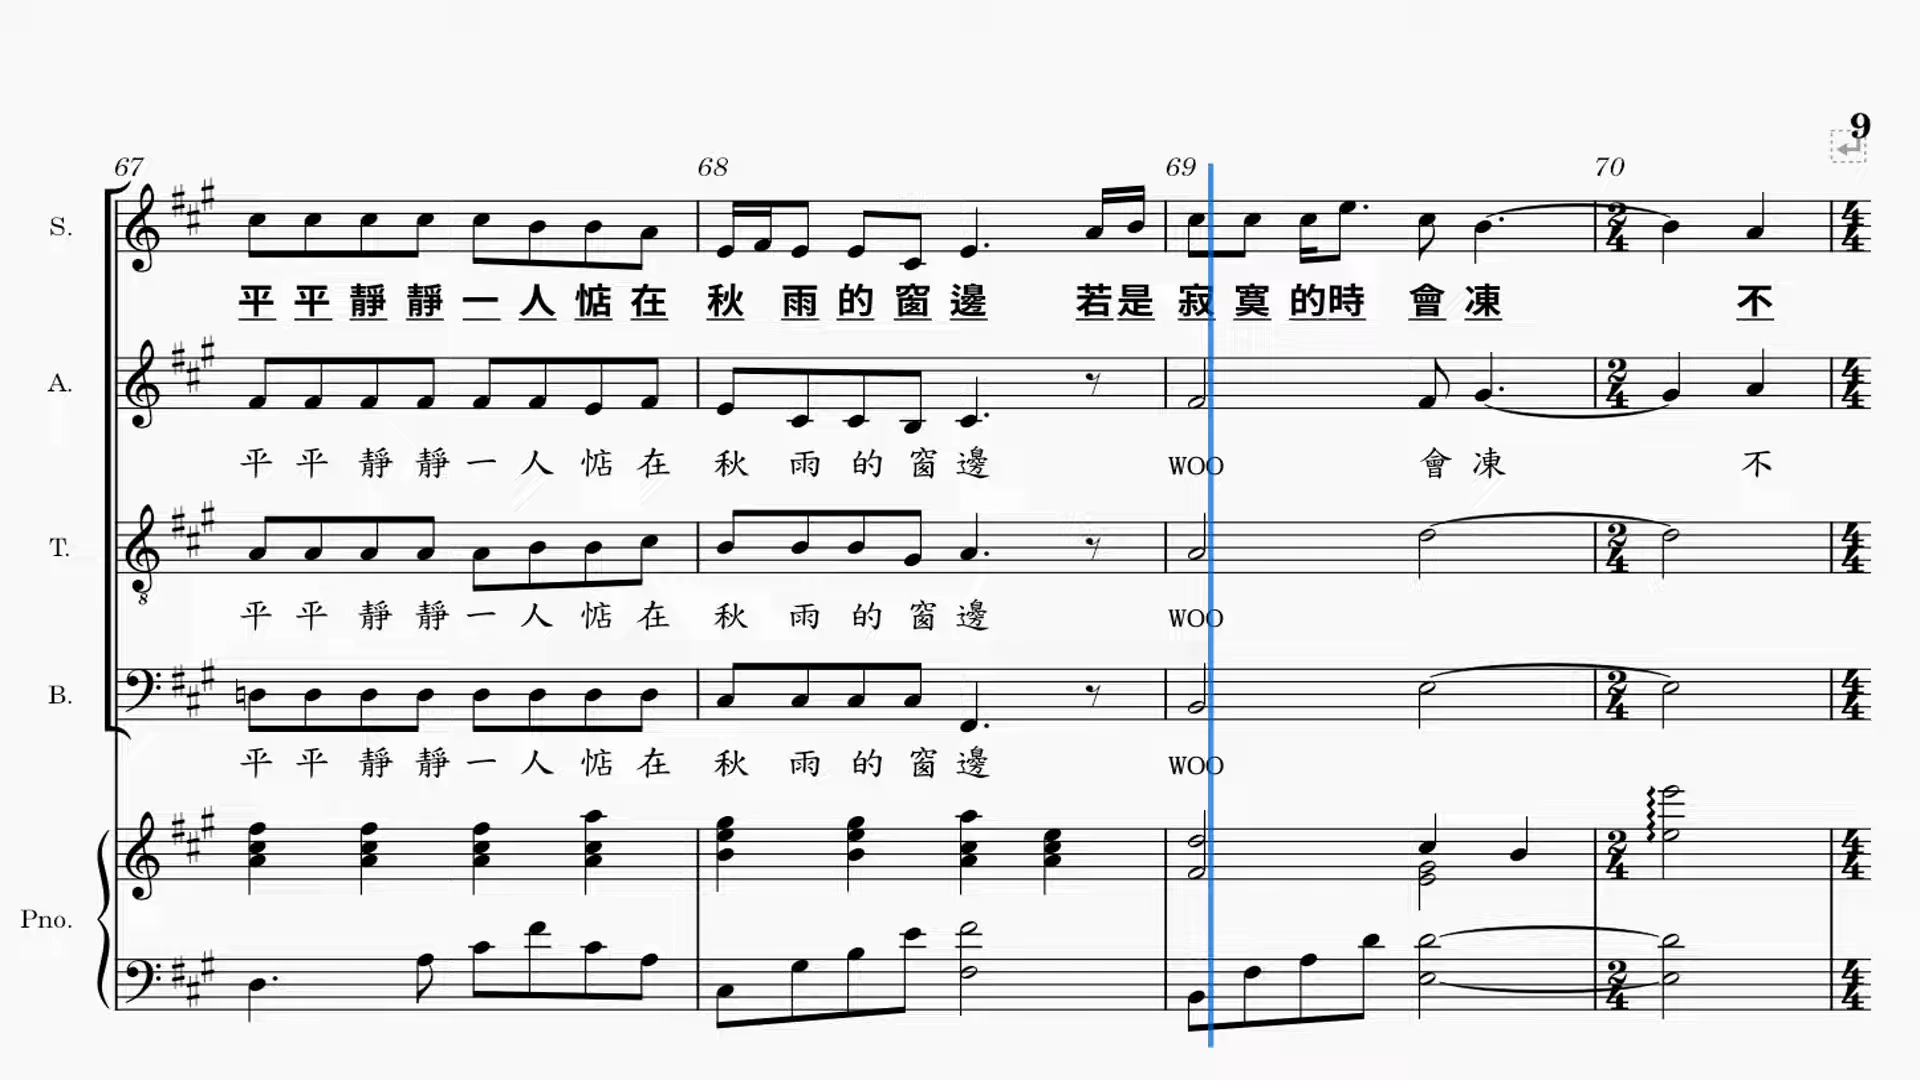 9
67 68 69 70
S.
平 平 靜 靜 一 人 惦 在 秋 雨 的 窗 邊 若 是 寂 寞 的 時 會 凍 不
A.
平 平 靜 靜 一 人 惦 在 秋 雨 的 窗 邊 WOO 會 凍 不
T.
平 平 靜 靜 一 人 惦 在 秋 雨 的 窗 邊 WOO
B.
平 平 靜 靜 一 人 惦 在 秋 雨 的 窗 邊 WOO
Pno.